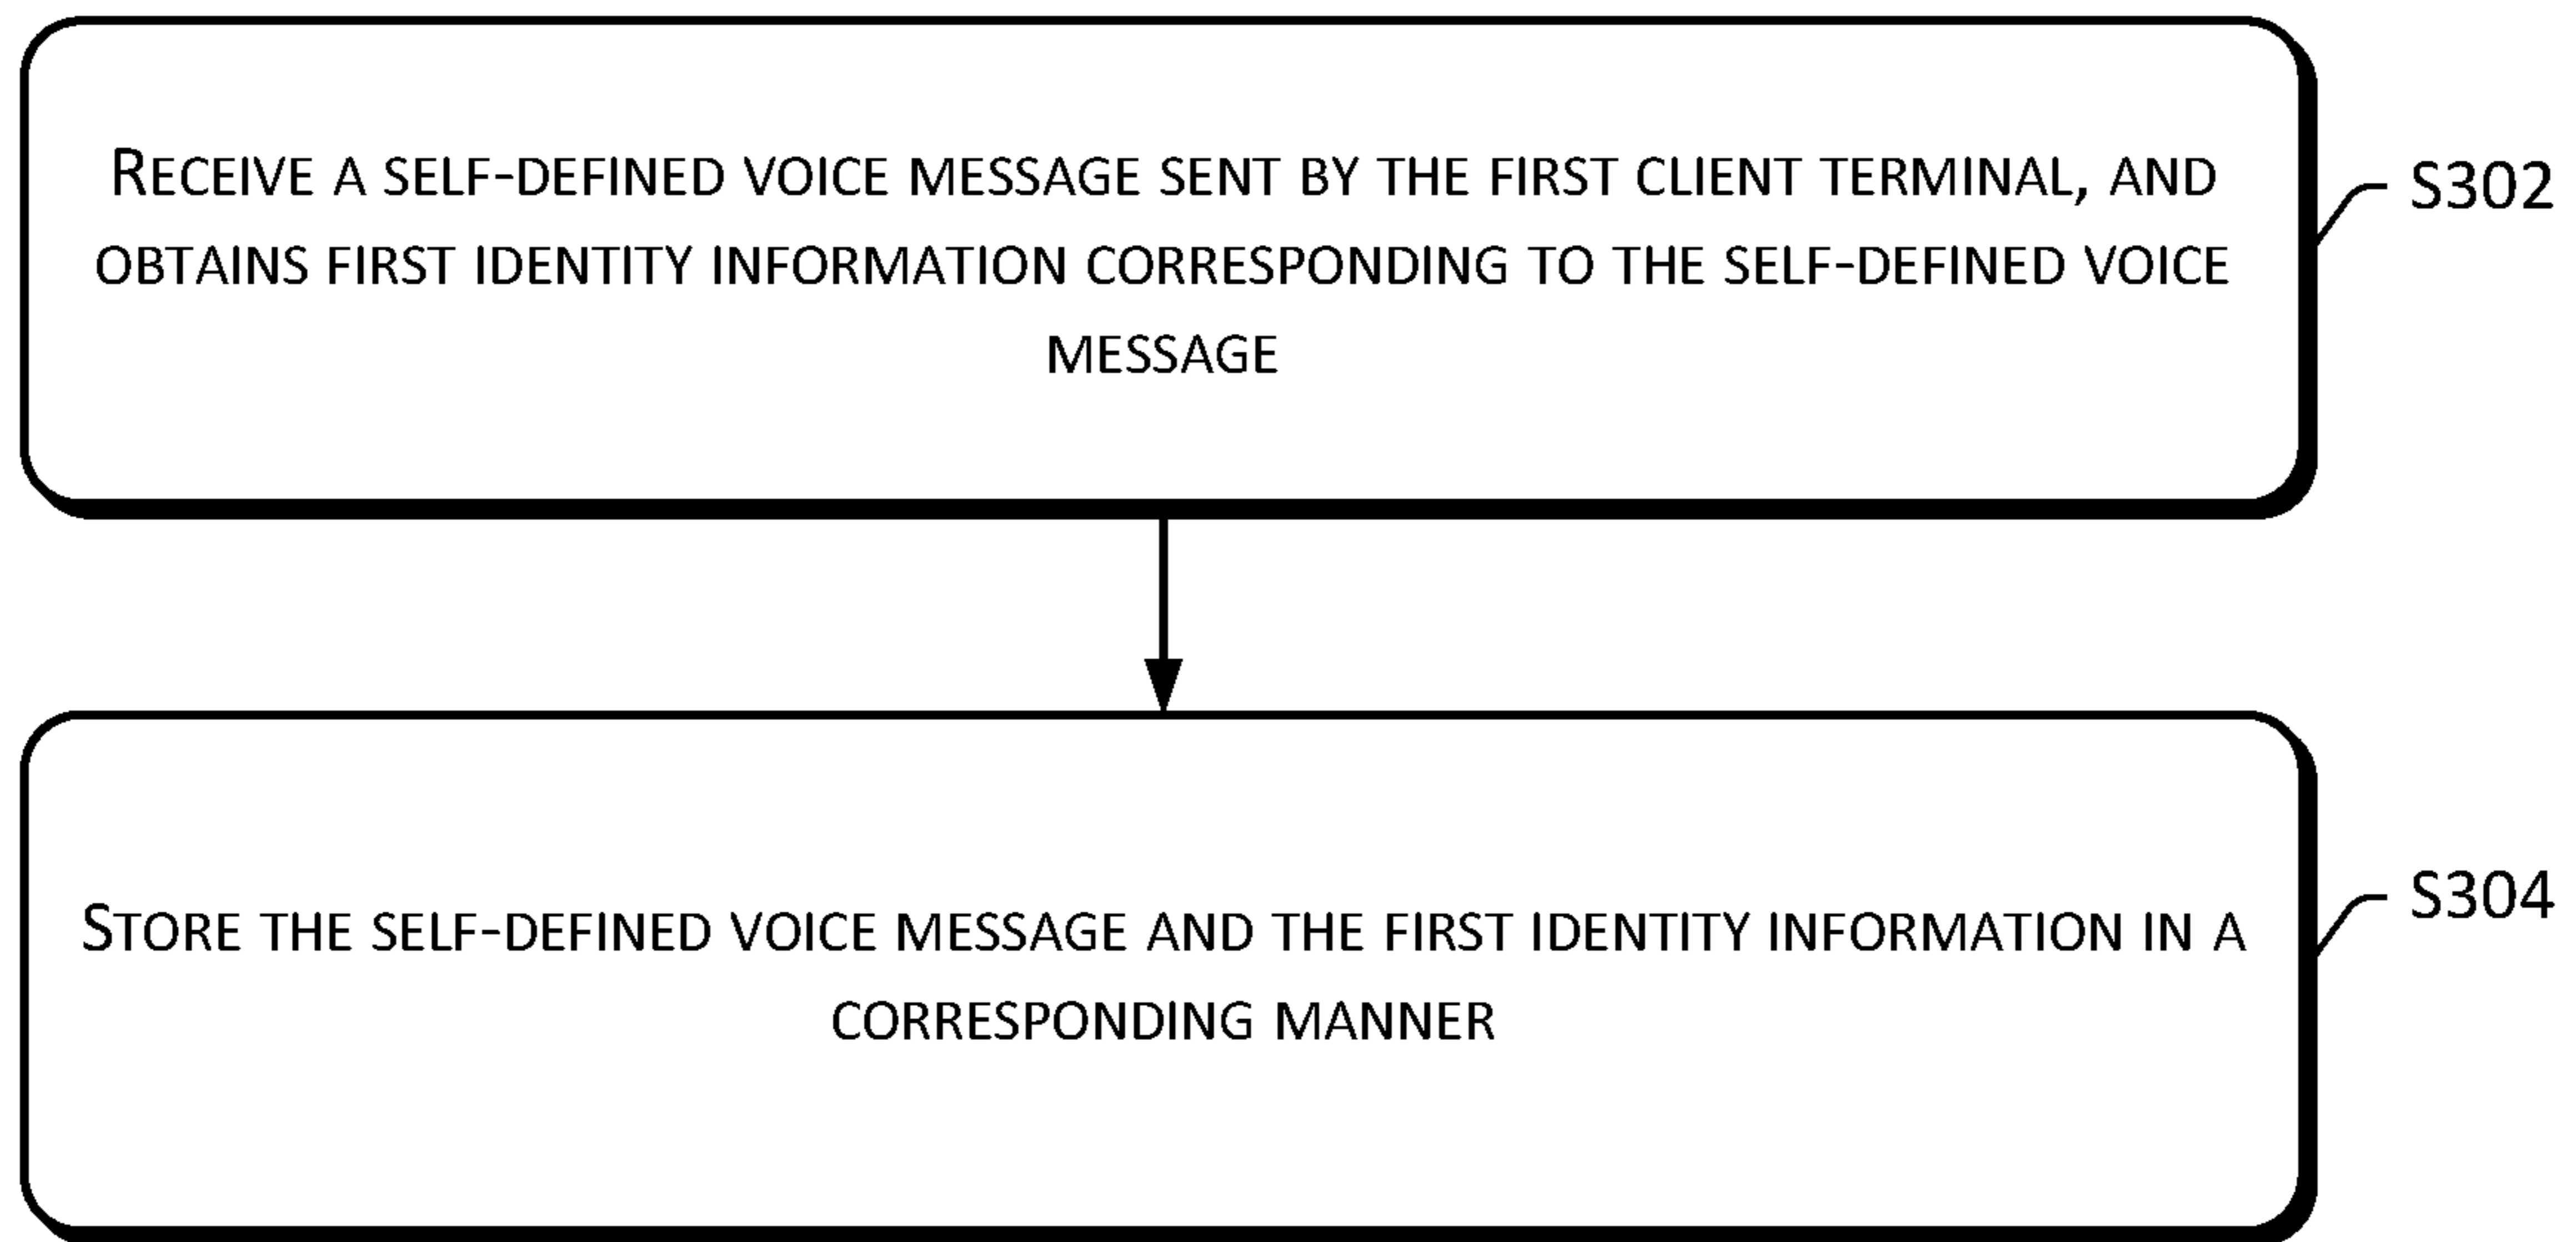 RECEIVE A SELF-DEFINED VOICE MESSAGE SENT BY THE FIRST CLIENT TERMINAL, AND
OBTAINS FIRST IDENTITY INFORMATION CORRESPONDING TO THE SELF-DEFINED VOICE
MESSAGE
S302
STORE THE SELF-DEFINED VOICE MESSAGE AND THE FIRST IDENTITY INFORMATION IN A
CORRESPONDING MANNER
S304